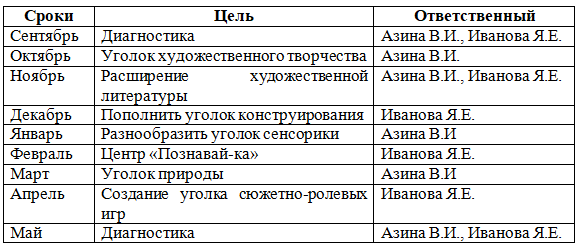 Сроки Цель Ответственный
Сентябрь Диагностика Азина В.И., Иванова Я.Е.
Октябрь Уголок художественного творчества Азина В.И.
Ноябрь Расширение художественной Азина В.И., Иванова Я.Е.
литературы
Декабрь Пополнить уголок конструирования Иванова Я.Е.
Январь Разнообразить уголок сенсорики Азина В.И
Февраль Центр «Познавай-ка» Иванова Я.Е.
Март Уголок природы Азина В.И
Апрель Создание уголка сюжетно-ролевых Иванова Я.Е.
игр
Май Диагностика Азина В.И., Иванова Я.Е.